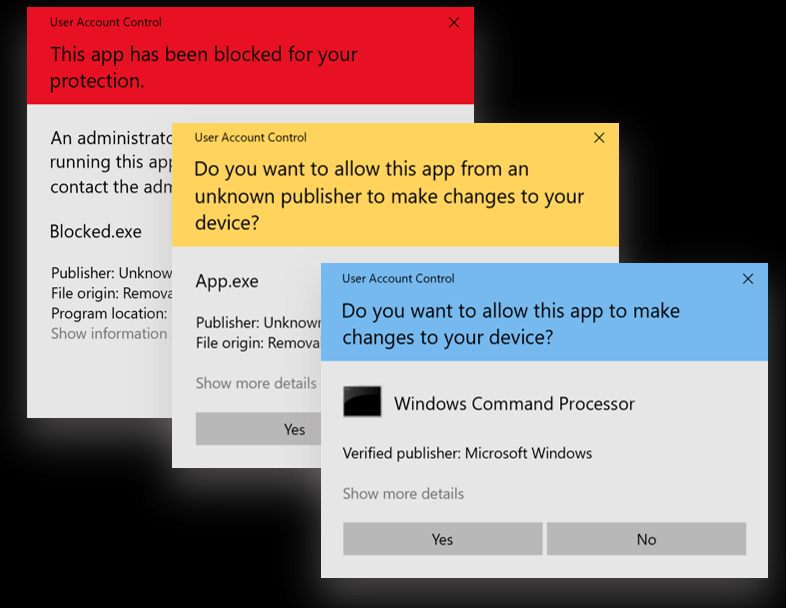 User Account Control
This app has been blocked for your
protection.
An administrato
running this app
contact the adm
Blocked.exe
Publisher: Unknow
File origin: Remova
Program location:
Show information
User Account Control
Do you want to allow this app from an
unknown publisher to make changes to your
device?
App.exe
Publisher: Unknown
File origin: Remova
Show more details
Yes
User Account Control
Do you want to allow this app to make
changes to your device?
Windows Command Processor
Verified publisher: Microsoft Windows
Show more details
Yes
No